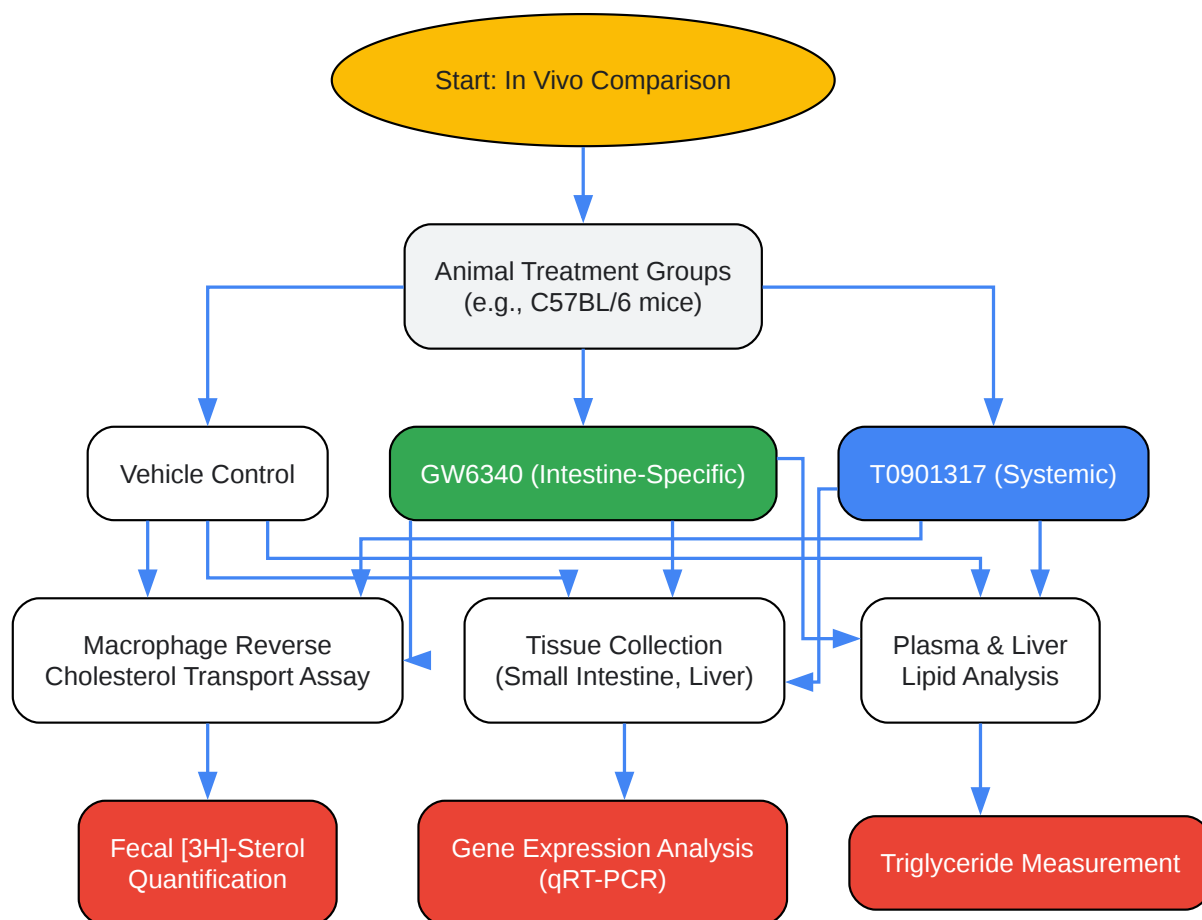 Start: In Vivo Comparison
Animal Treatment Groups
(e.g., C57BL/6 mice)
Vehicle Control
GW6340 (Intestine-Specific)
T0901317 (Systemic)
Macrophage Reverse
Cholesterol Transport Assay
Tissue Collection
(Small Intestine, Liver)
Plasma & Liver
Lipid Analysis
Fecal [3H]-Sterol
Quantification
Gene Expression Analysis
(qRT-PCR)
Triglyceride Measurement